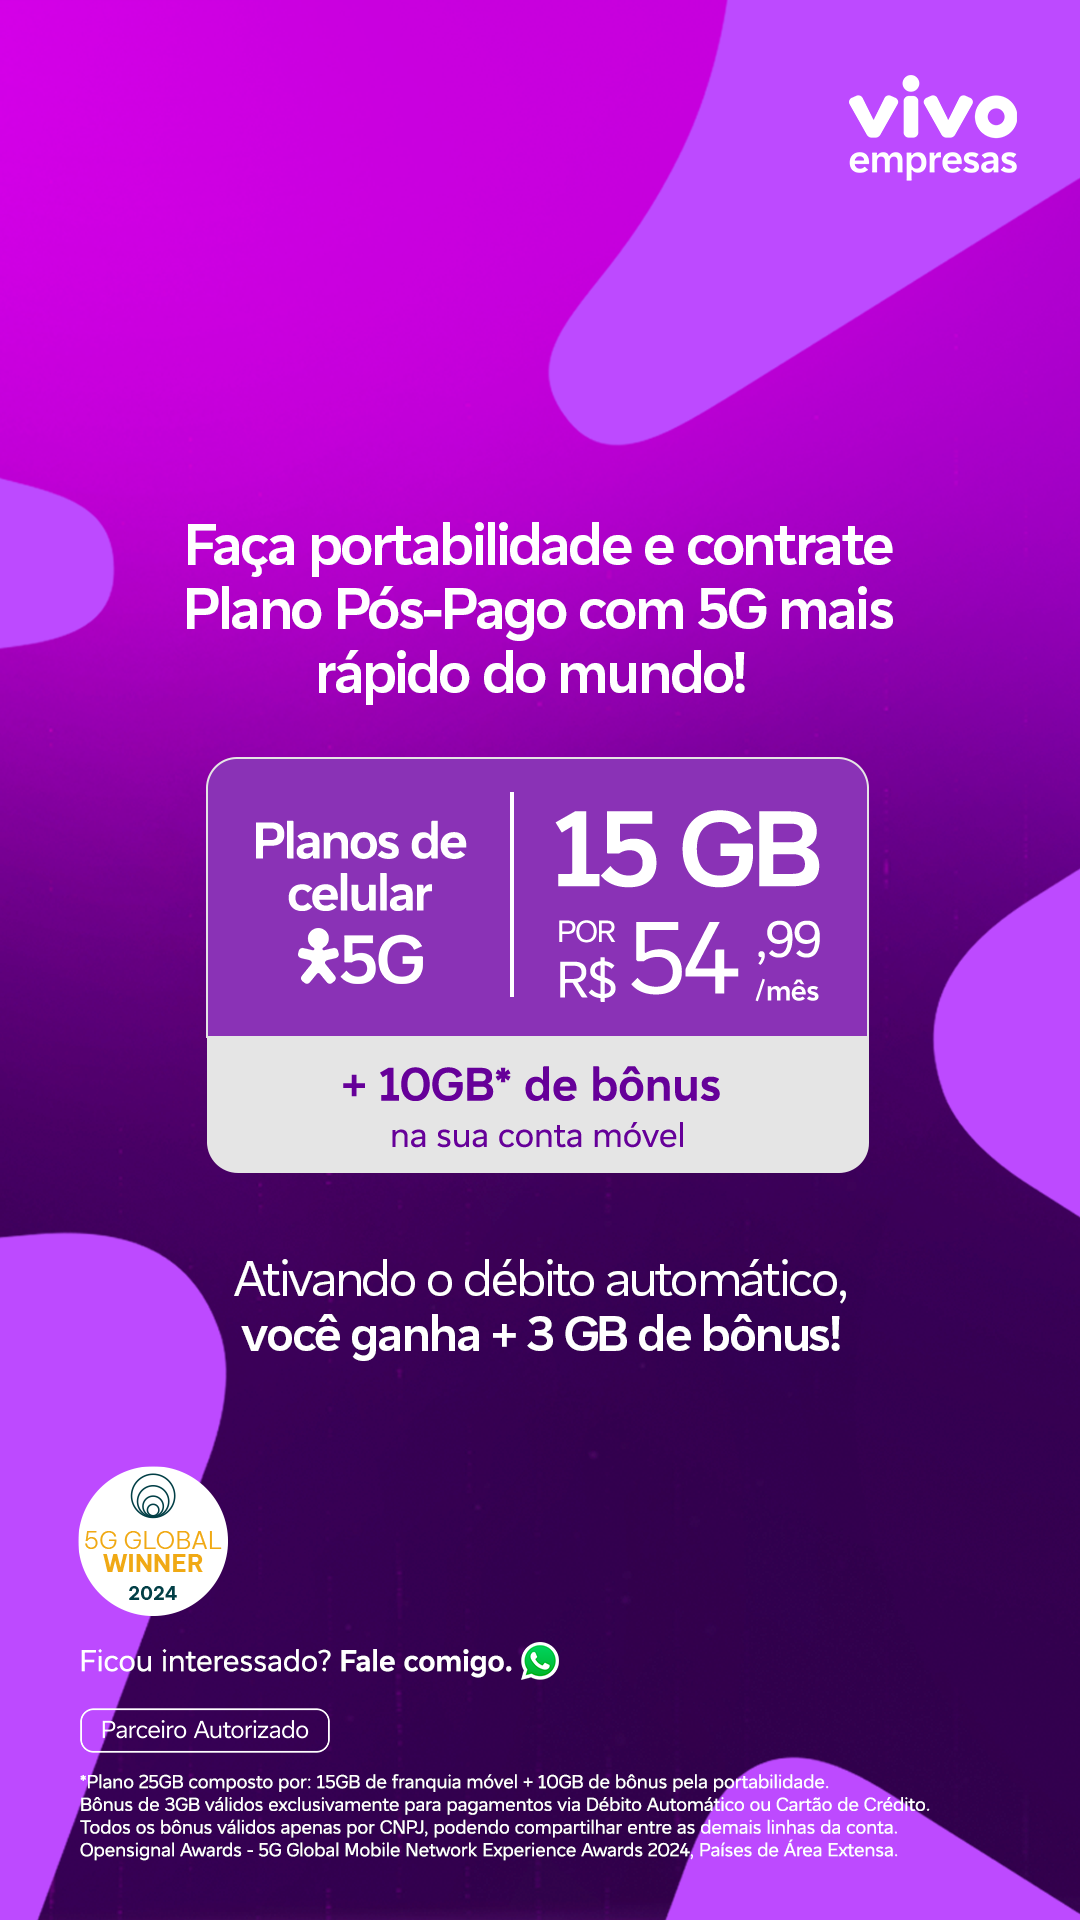 vivo
empresas
Faça portabilidade e contrate
Plano Pós-Pago com 5G mais
rápido do mundo!
Planos de
celular
5G
15 GB
POR
R$ 54,99
/mês
+ 10GB* de bônus
na sua conta móvel
Ativando o débito automático,
você ganha + 3 GB de bônus!
5G GLOBAL
WINNER
2024
Ficou interessado? Fale comigo.
Parceiro Autorizado
*Plano 25GB composto por: 15GB de franquia móvel + 10GB de bônus pela portabilidade.
Bônus de 3GB válidos exclusivamente para pagamentos via Débito Automático ou Cartão de Crédito.
Todos os bônus válidos apenas por CNPJ, podendo compartilhar entre as demais linhas da conta.
Opensignal Awards - 5G Global Mobile Network Experience Awards 2024, Países de Área Extensa.